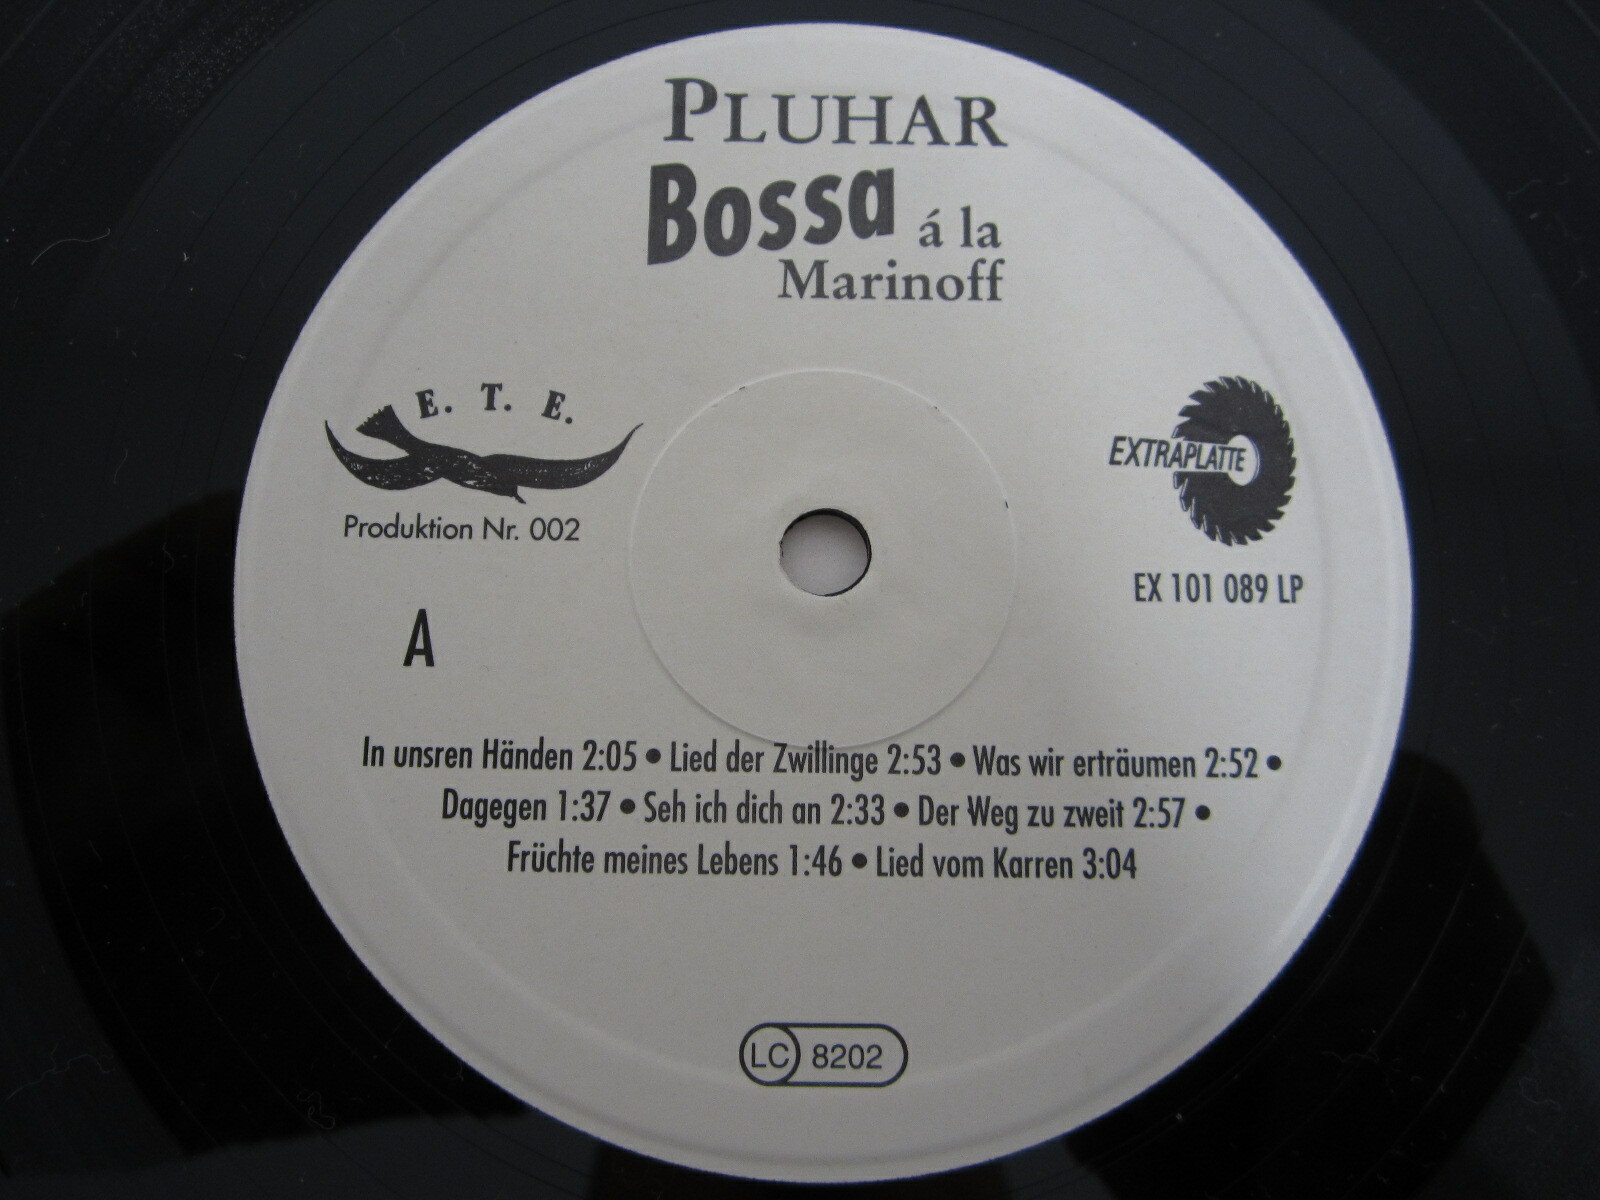 PLUHAR
Bossa á la
Marinoff
E. T. E.
Produktion Nr. 002
EXTRAPLATTE
EX 101 089 LP
A
In unsren Händen 2:05 • Lied der Zwillinge 2:53 • Was wir erträumen 2:52 •
Dagegen 1:37 • Seh ich dich an 2:33 • Der Weg zu zweit 2:57 •
Früchte meines Lebens 1:46 • Lied vom Karren 3:04
LC 8202